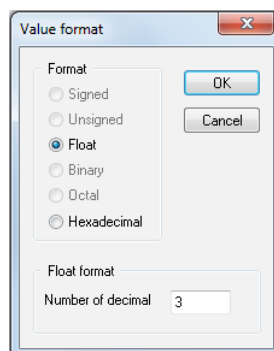 Value format
Format
Signed
Unsigned
Float
Binary
Octal
Hexadecimal
OK
Cancel
Float format
Number of decimal 3